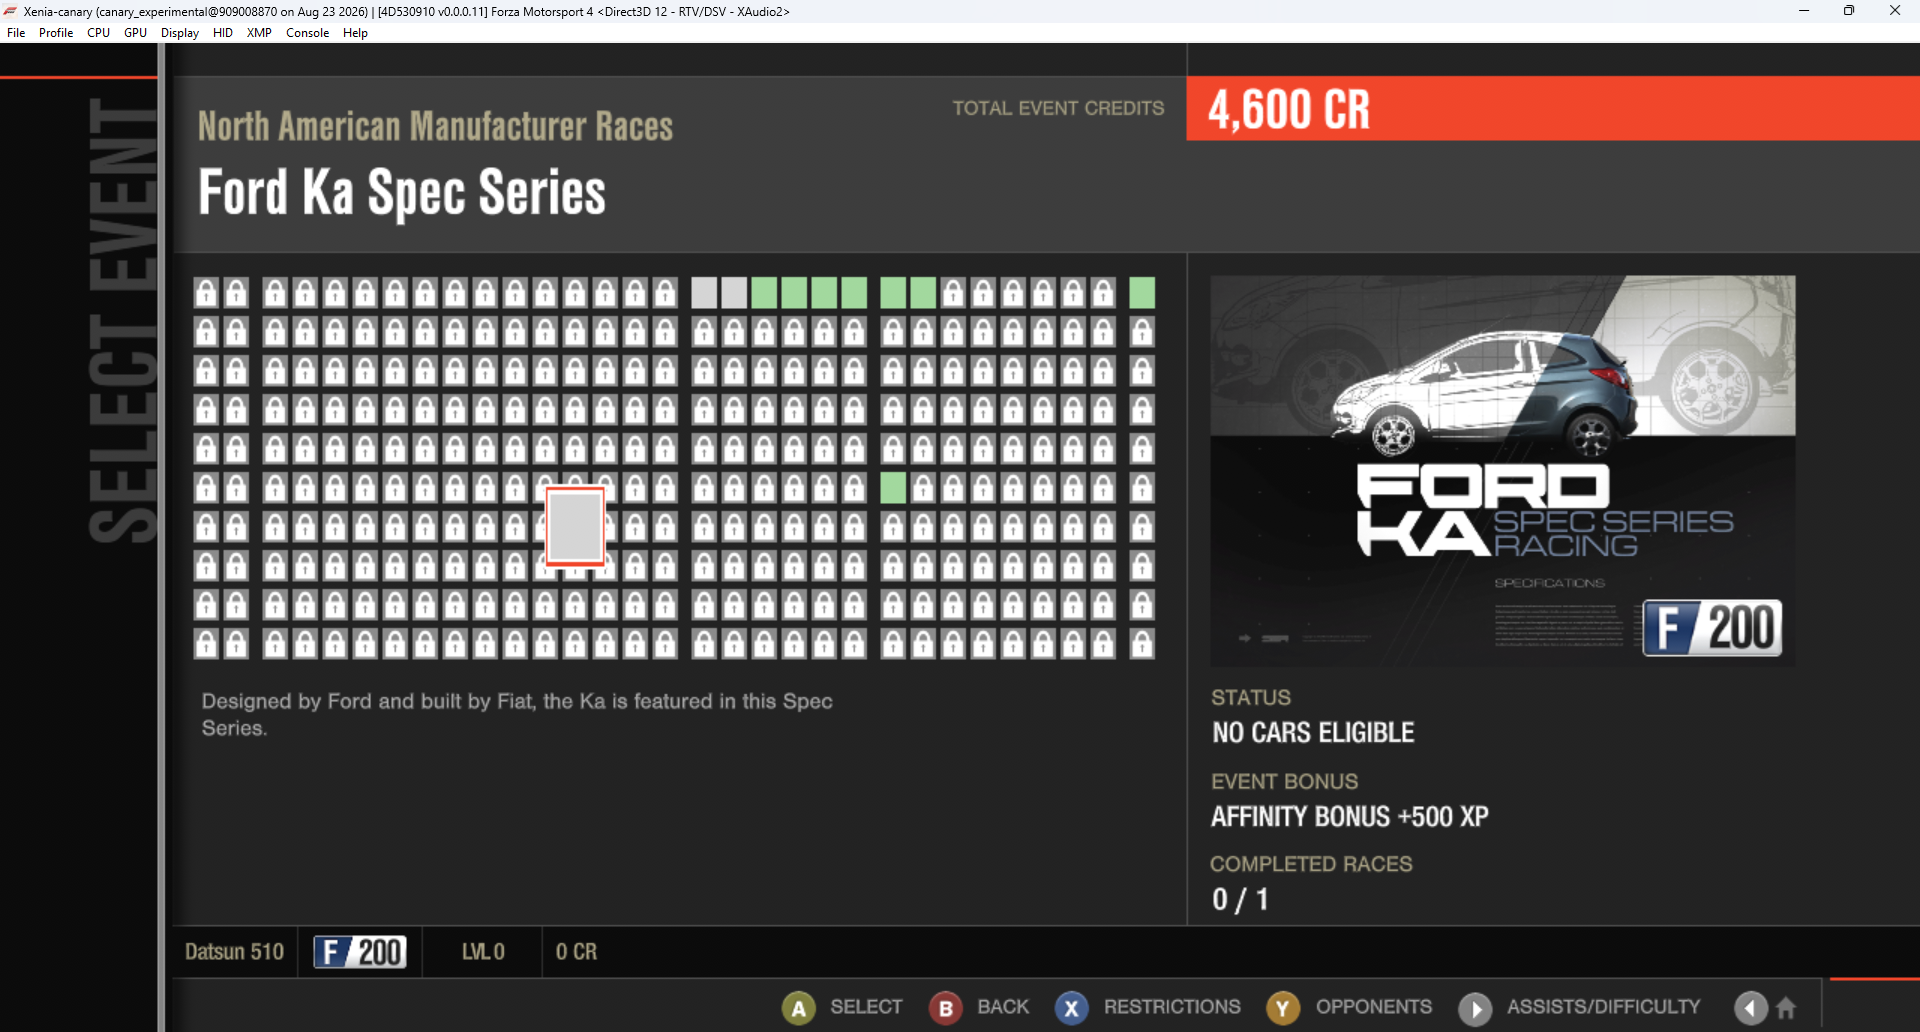 Xenia-canary (canary_experimental@909008870 on Aug 23 2026) | [4D530910 v0.0.0.11] Forza Motorsport 4 <Direct3D 12 - RTV/DSV - XAudio2>
File Profile CPU GPU Display HID XMP Console Help
SELECT EVENT
North American Manufacturer Races
TOTAL EVENT CREDITS
4,600 CR
Ford Ka Spec Series
FORD
KA SPEC SERIES
RACING
SPECIFICATIONS
F 200
Designed by Ford and built by Fiat, the Ka is featured in this Spec
Series.
STATUS
NO CARS ELIGIBLE
EVENT BONUS
AFFINITY BONUS +500 XP
COMPLETED RACES
0 / 1
Datsun 510 F 200 LVL 0 0 CR
A SELECT B BACK X RESTRICTIONS Y OPPONENTS ASSISTS/DIFFICULTY